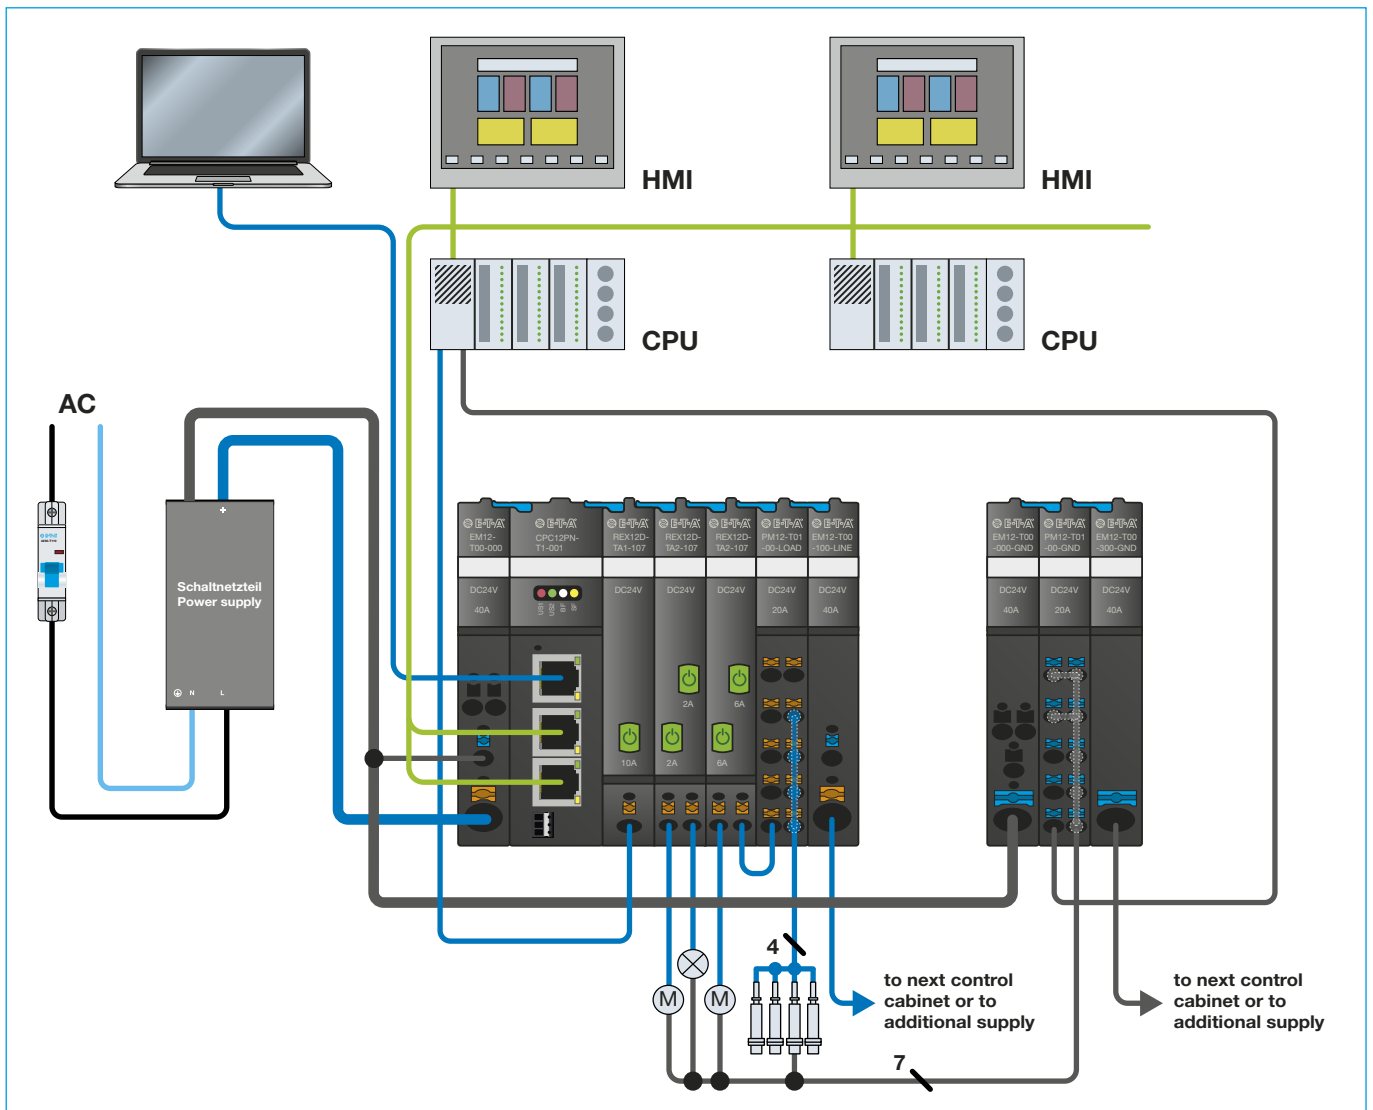 HMI
HMI
CPU
CPU
AC
Schaltnetzteil
Power supply
N
L
E-T-A
EM12-
T00-000
DC24V
40A
E-T-A
CPC12PN-
T1-001
US1
US2
BF
SF
E-T-A
REX12D-
TA1-107
DC24V
10A
E-T-A
REX12D-
TA2-107
DC24V
2A
2A
E-T-A
REX12D-
TA2-107
DC24V
6A
6A
E-T-A
PM12-T01
-00-LOAD
DC24V
20A
E-T-A
EM12-T00
-100-LINE
DC24V
40A
E-T-A
EM12-T00
-000-GND
DC24V
40A
E-T-A
PM12-T01
-00-GND
DC24V
20A
E-T-A
EM12-T00
-300-GND
DC24V
40A
M
M
4
7
to next control
cabinet or to
additional supply
to next control
cabinet or to
additional supply